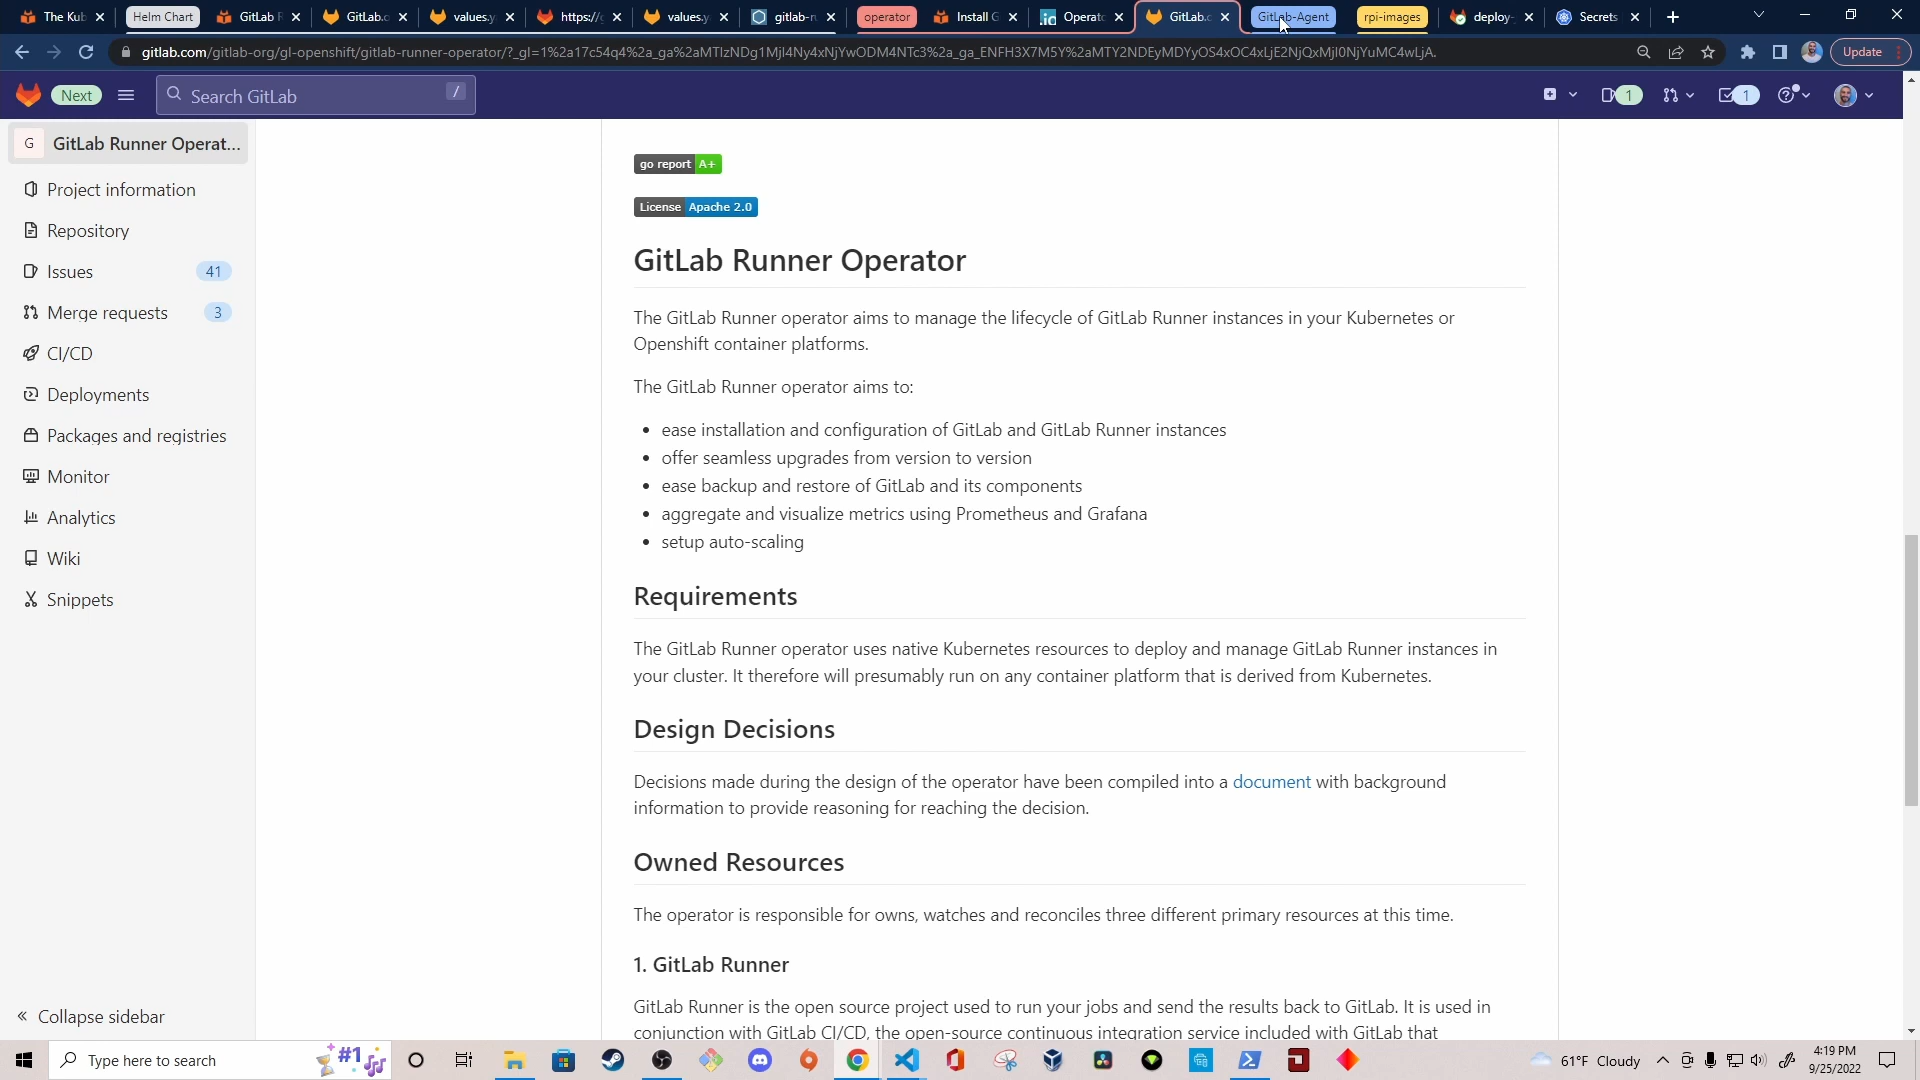 The Kub
Helm Chart
GitLab R
GitLab.o
values.y
https://g
values.y
gitlab-ru
operator
Install G
Operato
GitLab.o
GitLab-Agent
rpi-images
deploy-
Secrets
gitlab.com/gitlab-org/gl-openshift/gitlab-runner-operator/?_gl=1%2a17c54q4%2a_ga%2aMTIzNDg1MjI4Ny4xNjYwODM4NTc3%2a_ga_ENFH3X7M5Y%2aMTY2NDEyMDYyOS4xOC4xLjE2NjQxMjI0NjYuMC4wLjA.
Update
Next
Search GitLab
/
1
1
G GitLab Runner Operat...
Project information
Repository
Issues 41
Merge requests 3
CI/CD
Deployments
Packages and registries
Monitor
Analytics
Wiki
Snippets
« Collapse sidebar
go report A+
License Apache 2.0
GitLab Runner Operator
The GitLab Runner operator aims to manage the lifecycle of GitLab Runner instances in your Kubernetes or
Openshift container platforms.
The GitLab Runner operator aims to:
• ease installation and configuration of GitLab and GitLab Runner instances
• offer seamless upgrades from version to version
• ease backup and restore of GitLab and its components
• aggregate and visualize metrics using Prometheus and Grafana
• setup auto-scaling
Requirements
The GitLab Runner operator uses native Kubernetes resources to deploy and manage GitLab Runner instances in
your cluster. It therefore will presumably run on any container platform that is derived from Kubernetes.
Design Decisions
Decisions made during the design of the operator have been compiled into a document with background
information to provide reasoning for reaching the decision.
Owned Resources
The operator is responsible for owns, watches and reconciles three different primary resources at this time.
1. GitLab Runner
GitLab Runner is the open source project used to run your jobs and send the results back to GitLab. It is used in
conjunction with GitLab CI/CD, the open-source continuous integration service included with GitLab that
Type here to search
#1
61°F Cloudy
4:19 PM
9/25/2022